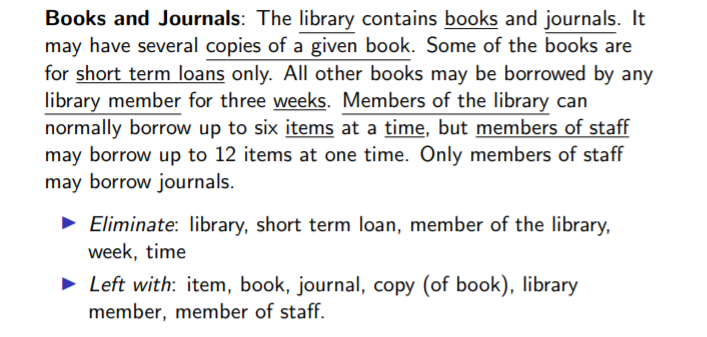 Books and Journals: The library contains books and journals. It
may have several copies of a given book. Some of the books are
for short term loans only. All other books may be borrowed by any
library member for three weeks. Members of the library can
normally borrow up to six items at a time, but members of staff
may borrow up to 12 items at one time. Only members of staff
may borrow journals.
Eliminate: library, short term loan, member of the library,
week, time
Left with: item, book, journal, copy (of book), library
member, member of staff.